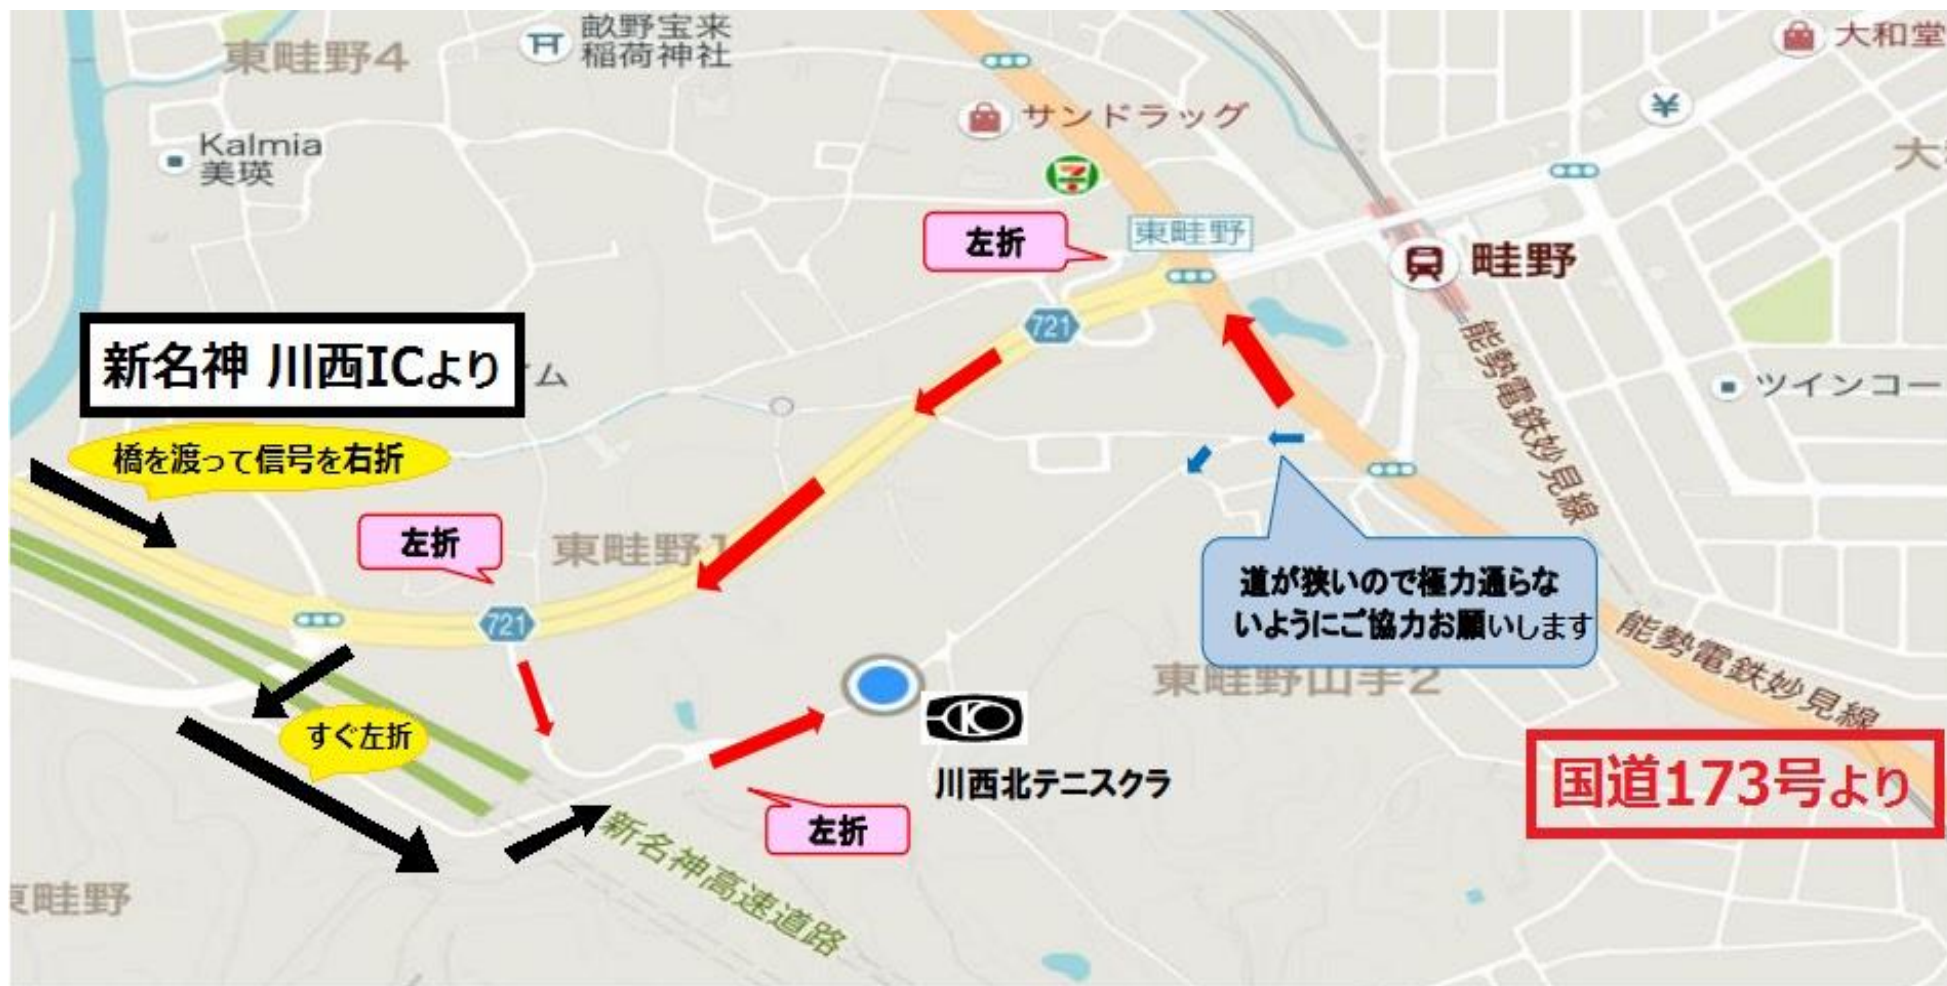 東畦野4
畝野宝来
稲荷神社
大和堂
サンドラッグ
Kalmia
美瑛
大
左折
東畦野
畦野
721
新名神 川西ICより
ム
能勢電鉄妙見線
ツインコー
橋を渡って信号を右折
左折
東畦野1
道が狭いので極力通らな
いようにご協力お願いします
721
能勢電鉄妙見線
東畦野山手2
すぐ左折
川西北テニスクラ
国道173号より
左折
新名神高速道路
東畦野